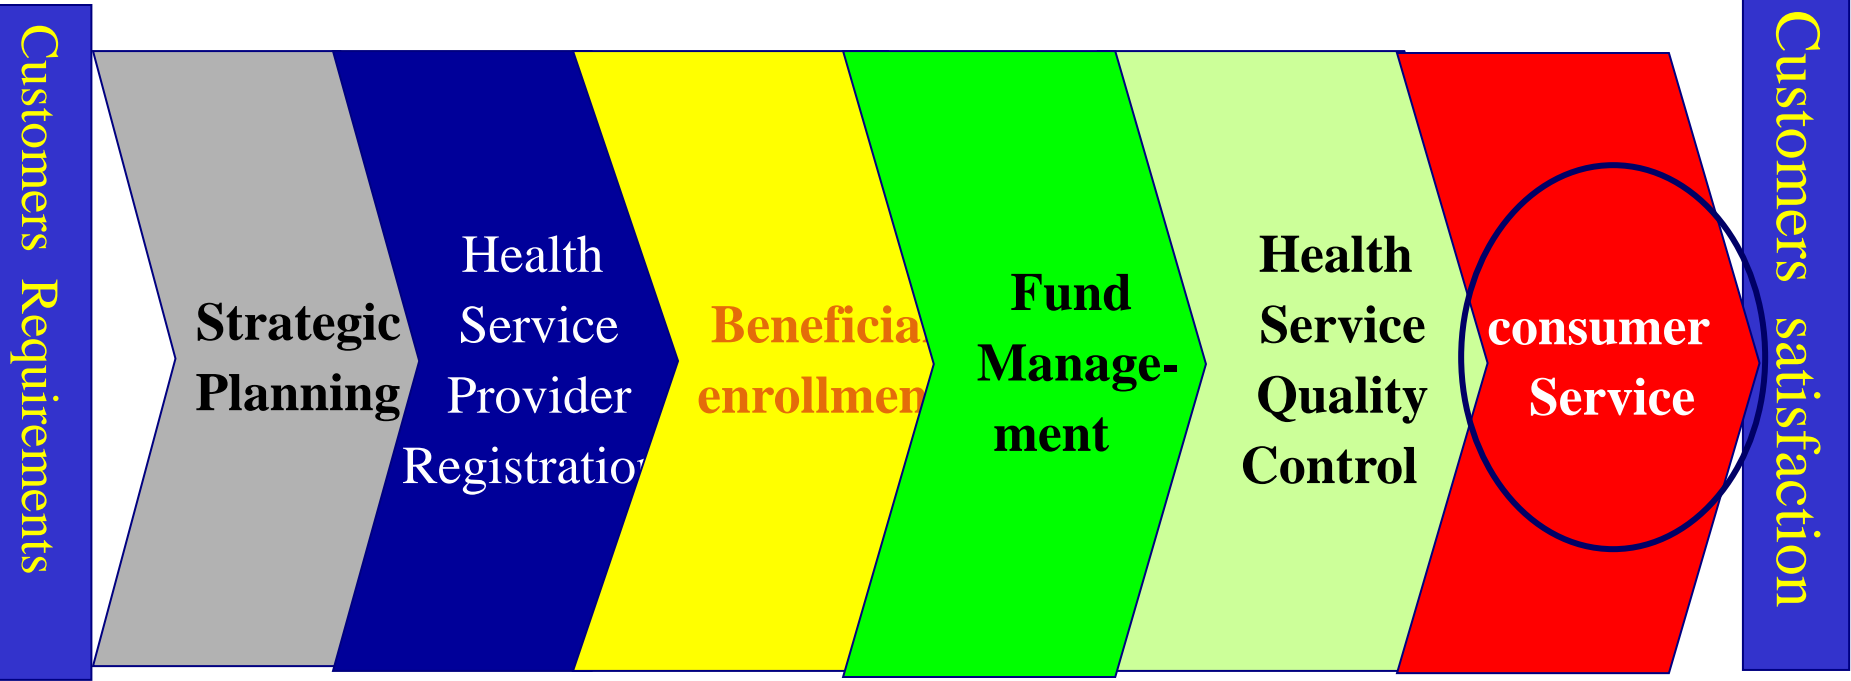 Customers Requirements
Strategic
Planning
Health
Service
Provider
Registration
Beneficia
enrollmen
Fund
Manage-
ment
Health
Service
Quality
Control
consumer
Service
Customers satisfaction